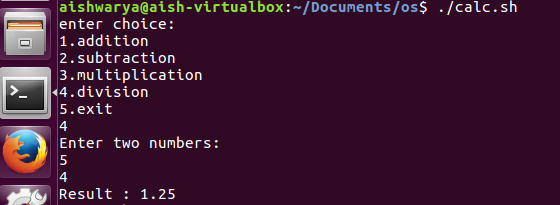 aishwarya@aish-virtualbox:~/Documents/os$ ./calc.sh
enter choice:
1.addition
2.subtraction
3.multiplication
4.division
5.exit
4
Enter two numbers:
5
4
Result : 1.25